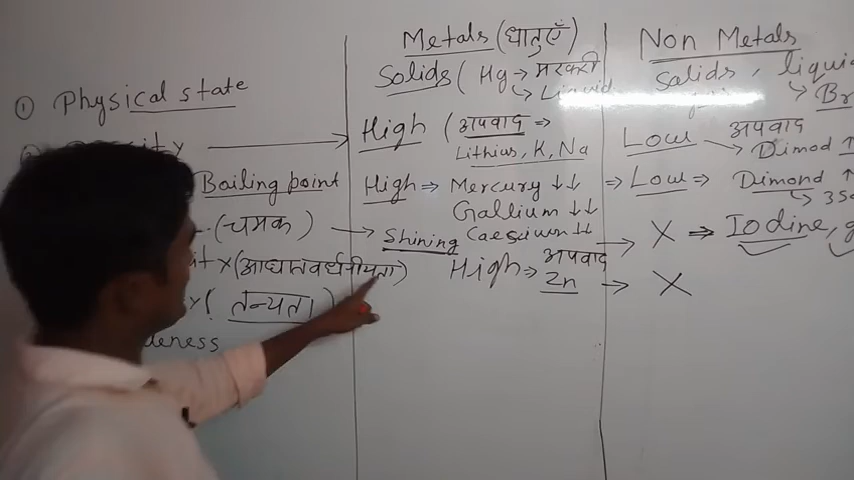 Metals (धातुएँ)
Non Metals
① Physical state
Solids ( Hg → मरकरी
↳ Liquid
Solids, liquid
↳ Br
High (अपवाद ⇒
Lithius, K, Na
Low
अपवाद
Dimod ↑
Boiling point
High ⇒ Mercury ↓↓
Gallium ↓↓
Caesium ↓↓
⇒ Low ⇒ Dimond ↑
(चमक) → Shining
→ X ⇒ Iodine,
(आघातवर्धनीयता)
High ⇒ अपवाद
Zn → X
( तन्यता )